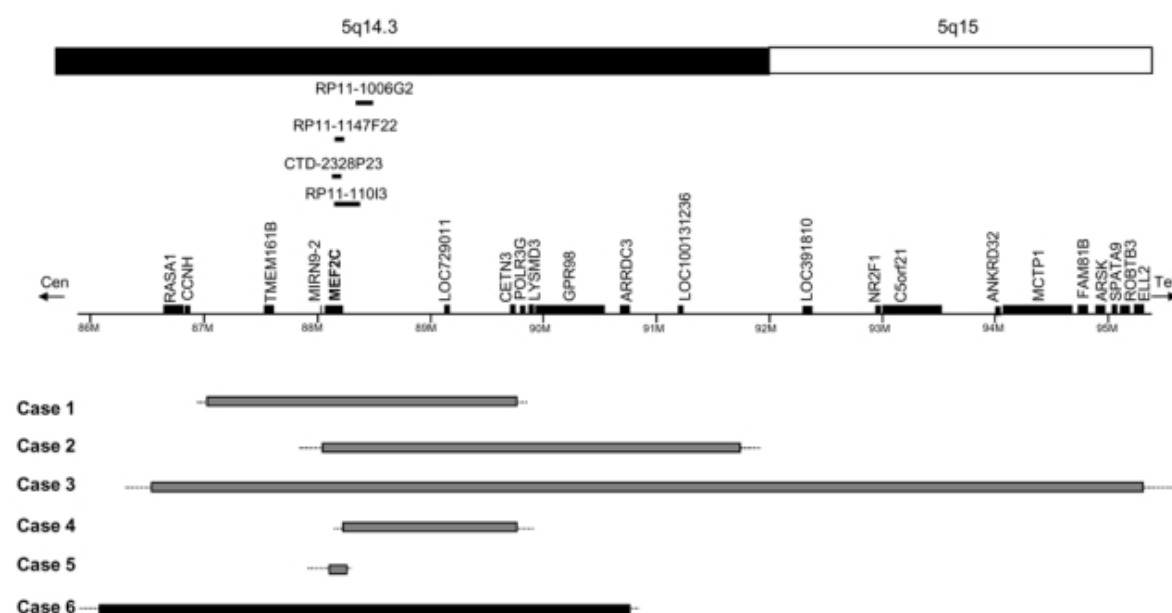 5q14.3 5q15
RP11-1006G2
RP11-1147F22
CTD-2328P23
RP11-110I3
Cen RASA1 CCNH TMEM161B MIRN9-2 MEF2C LOC729011 CETN3 POLR3G LYSMD3 GPR98 ARRDC3 LOC100131236 LOC391810 NR2F1 C5orf21 ANKRD32 MCTP1 FAM81B ARSK SPATA9 ROBTB3 ELL2 Te
86M 87M 88M 89M 90M 91M 92M 93M 94M 95M
Case 1
Case 2
Case 3
Case 4
Case 5
Case 6